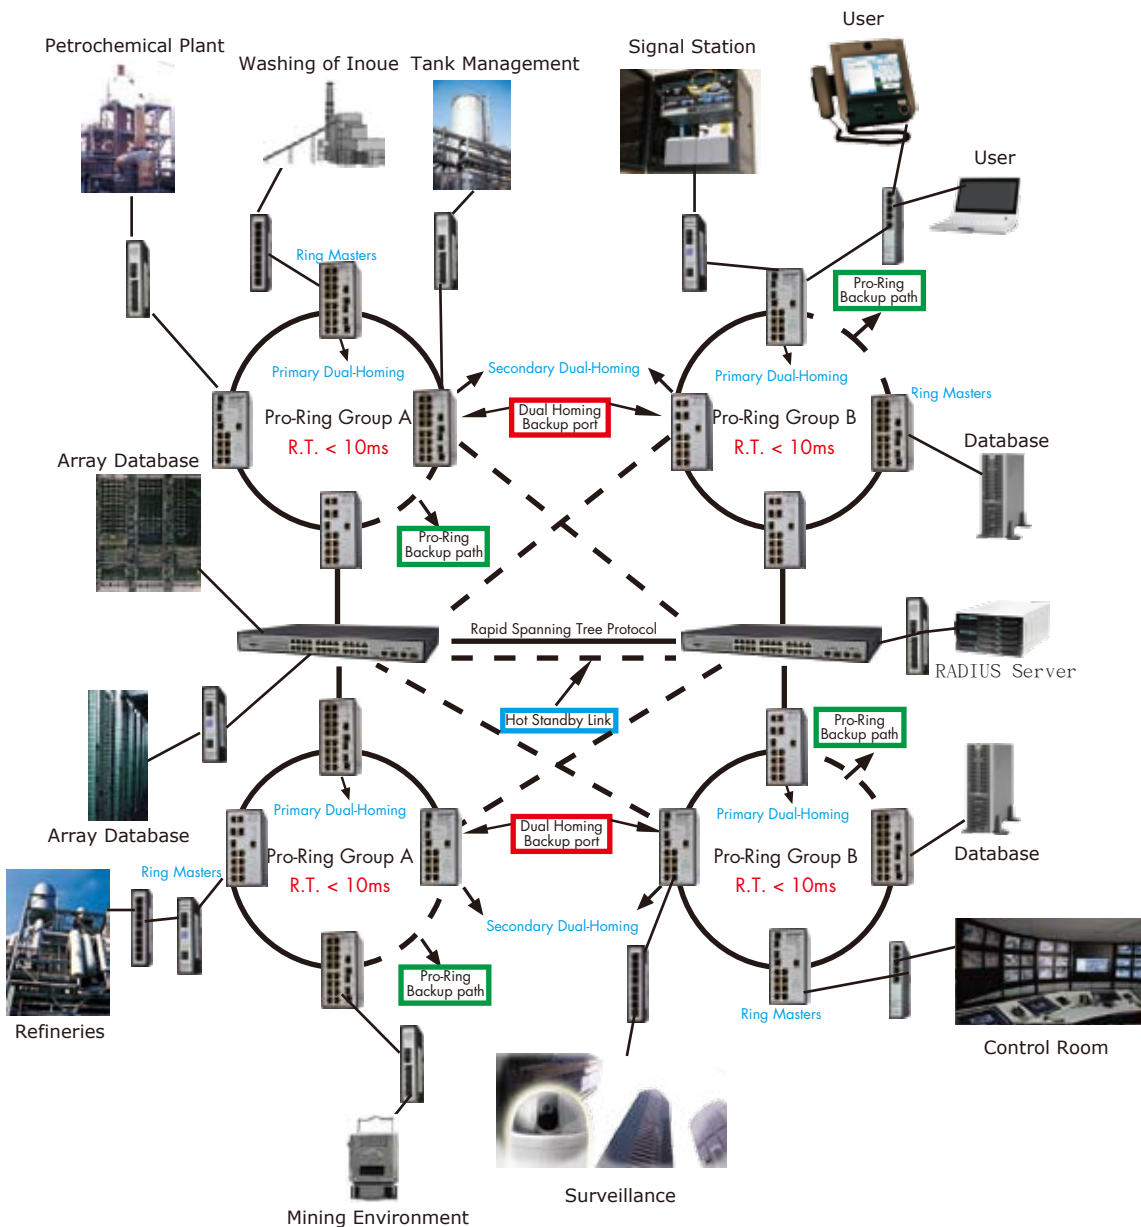 User
Petrochemical Plant
Washing of Inoue
Tank Management
Signal Station
User
Ring Masters
Pro-Ring
Backup path
Primary Dual-Homing
Secondary Dual-Homing
Primary Dual-Homing
Ring Masters
Pro-Ring Group A
R.T. < 10ms
Dual Homing
Backup port
Pro-Ring Group B
R.T. < 10ms
Database
Array Database
Pro-Ring
Backup path
Rapid Spanning Tree Protocol
RADIUS Server
Hot Standby Link
Pro-Ring
Backup path
Array Database
Primary Dual-Homing
Primary Dual-Homing
Dual Homing
Backup port
Pro-Ring Group A
R.T. < 10ms
Pro-Ring Group B
R.T. < 10ms
Database
Ring Masters
Secondary Dual-Homing
Pro-Ring
Backup path
Refineries
Ring Masters
Control Room
Surveillance
Mining Environment